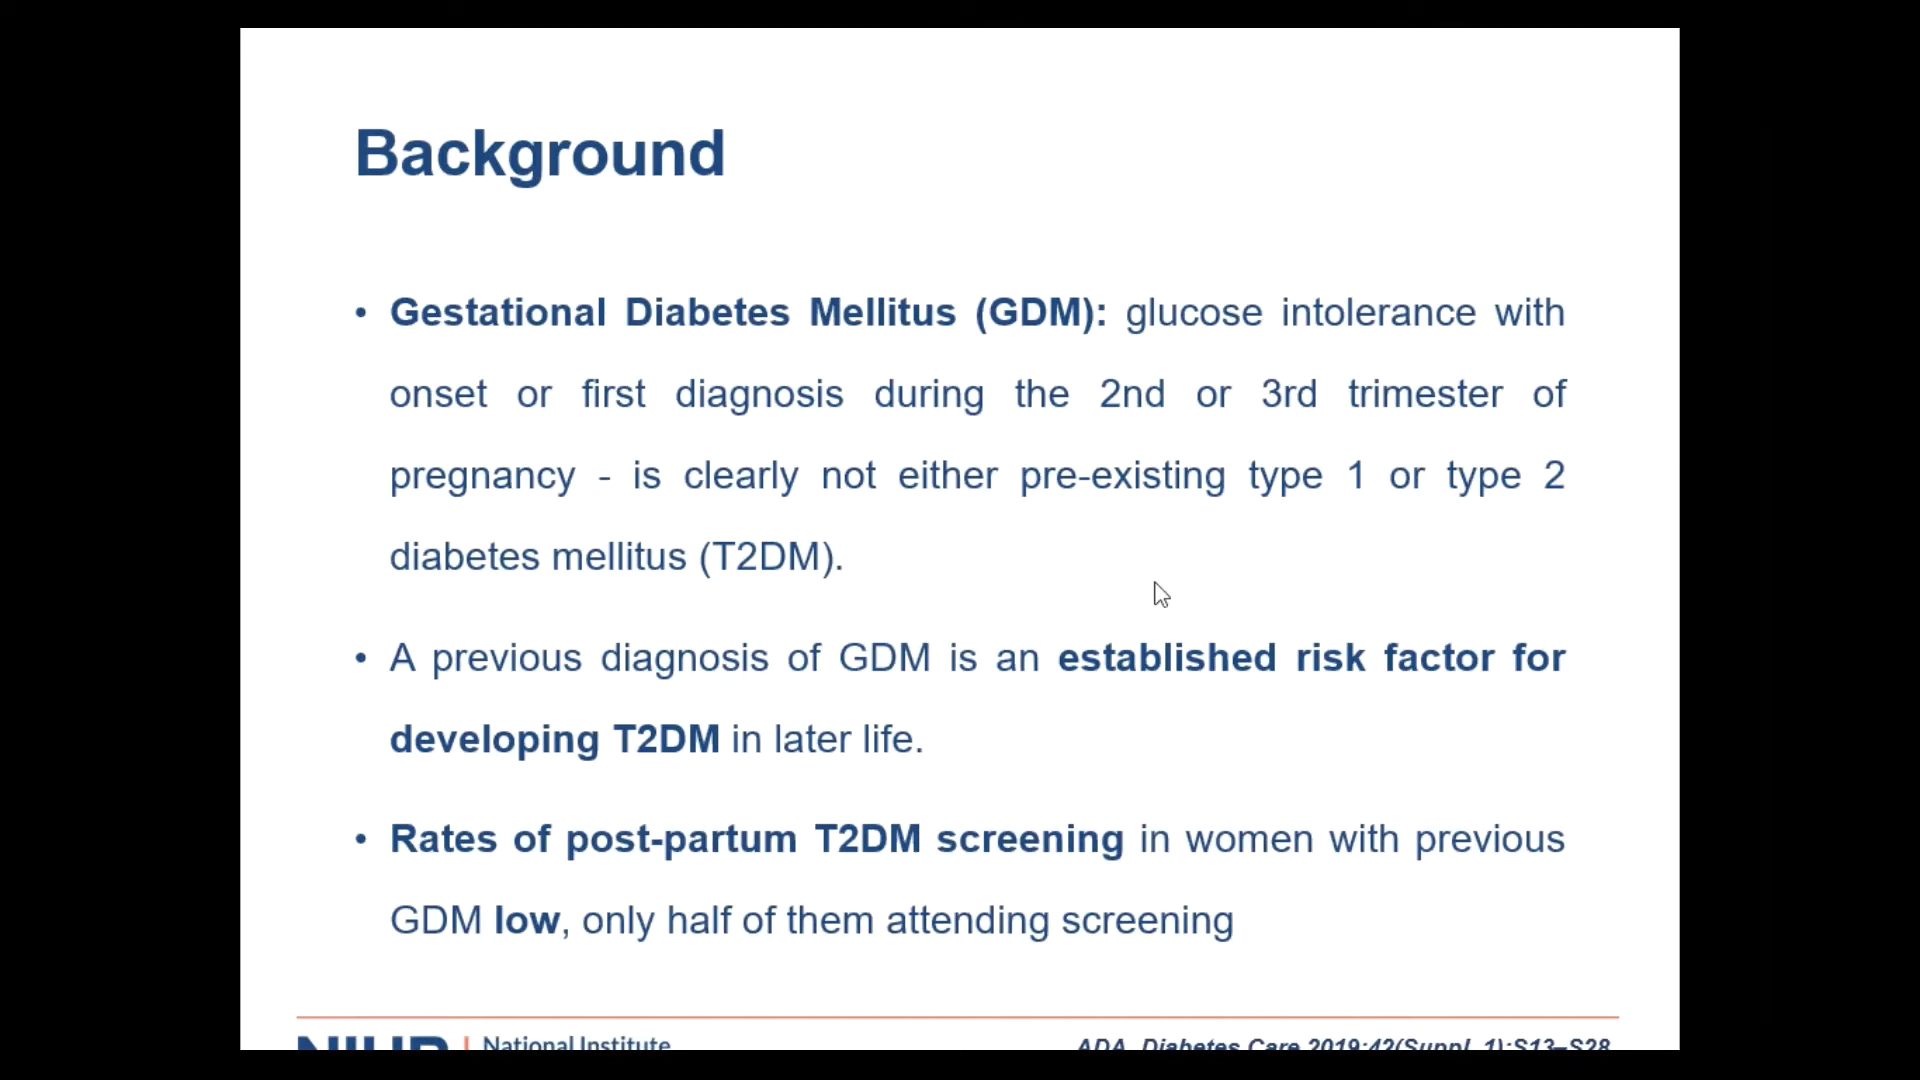 Background
• Gestational Diabetes Mellitus (GDM): glucose intolerance with
onset or first diagnosis during the 2nd or 3rd trimester of
pregnancy - is clearly not either pre-existing type 1 or type 2
diabetes mellitus (T2DM).
• A previous diagnosis of GDM is an established risk factor for
developing T2DM in later life.
• Rates of post-partum T2DM screening in women with previous
GDM low, only half of them attending screening
NIHR | National Institute
ADA. Diabetes Care 2019;42(Suppl. 1):S13–S28